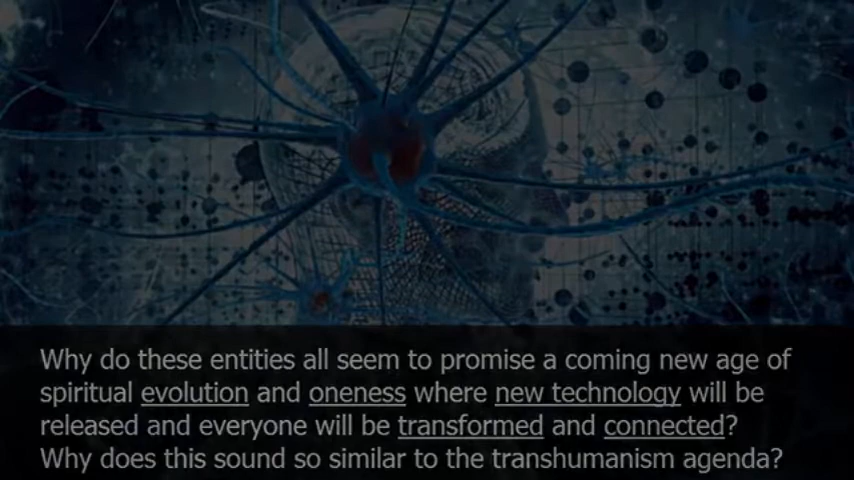 Why do these entities all seem to promise a coming new age of
spiritual evolution and oneness where new technology will be
released and everyone will be transformed and connected?
Why does this sound so similar to the transhumanism agenda?